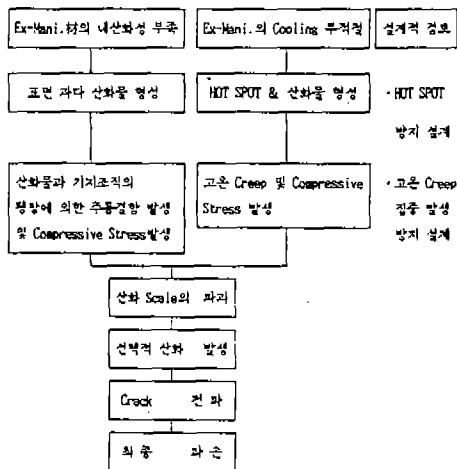 Ex-Mani.材의 내산화성 부족
Ex-Mani.의 Cooling 부적절
설계적 검토
표면 과다 산화물 형성
HOT SPOT & 산화물 형성
· HOT SPOT
방지 설계
산화물과 기지조직의
팽창에 의한 주름결함 발생
및 Compressive Stress발생
고온 Creep 및 Compressive
Stress 발생
· 고온 Creep
집중 발생
방지 설계
산화 Scale의 파괴
선택적 산화 발생
Crack 전파
최종 파손